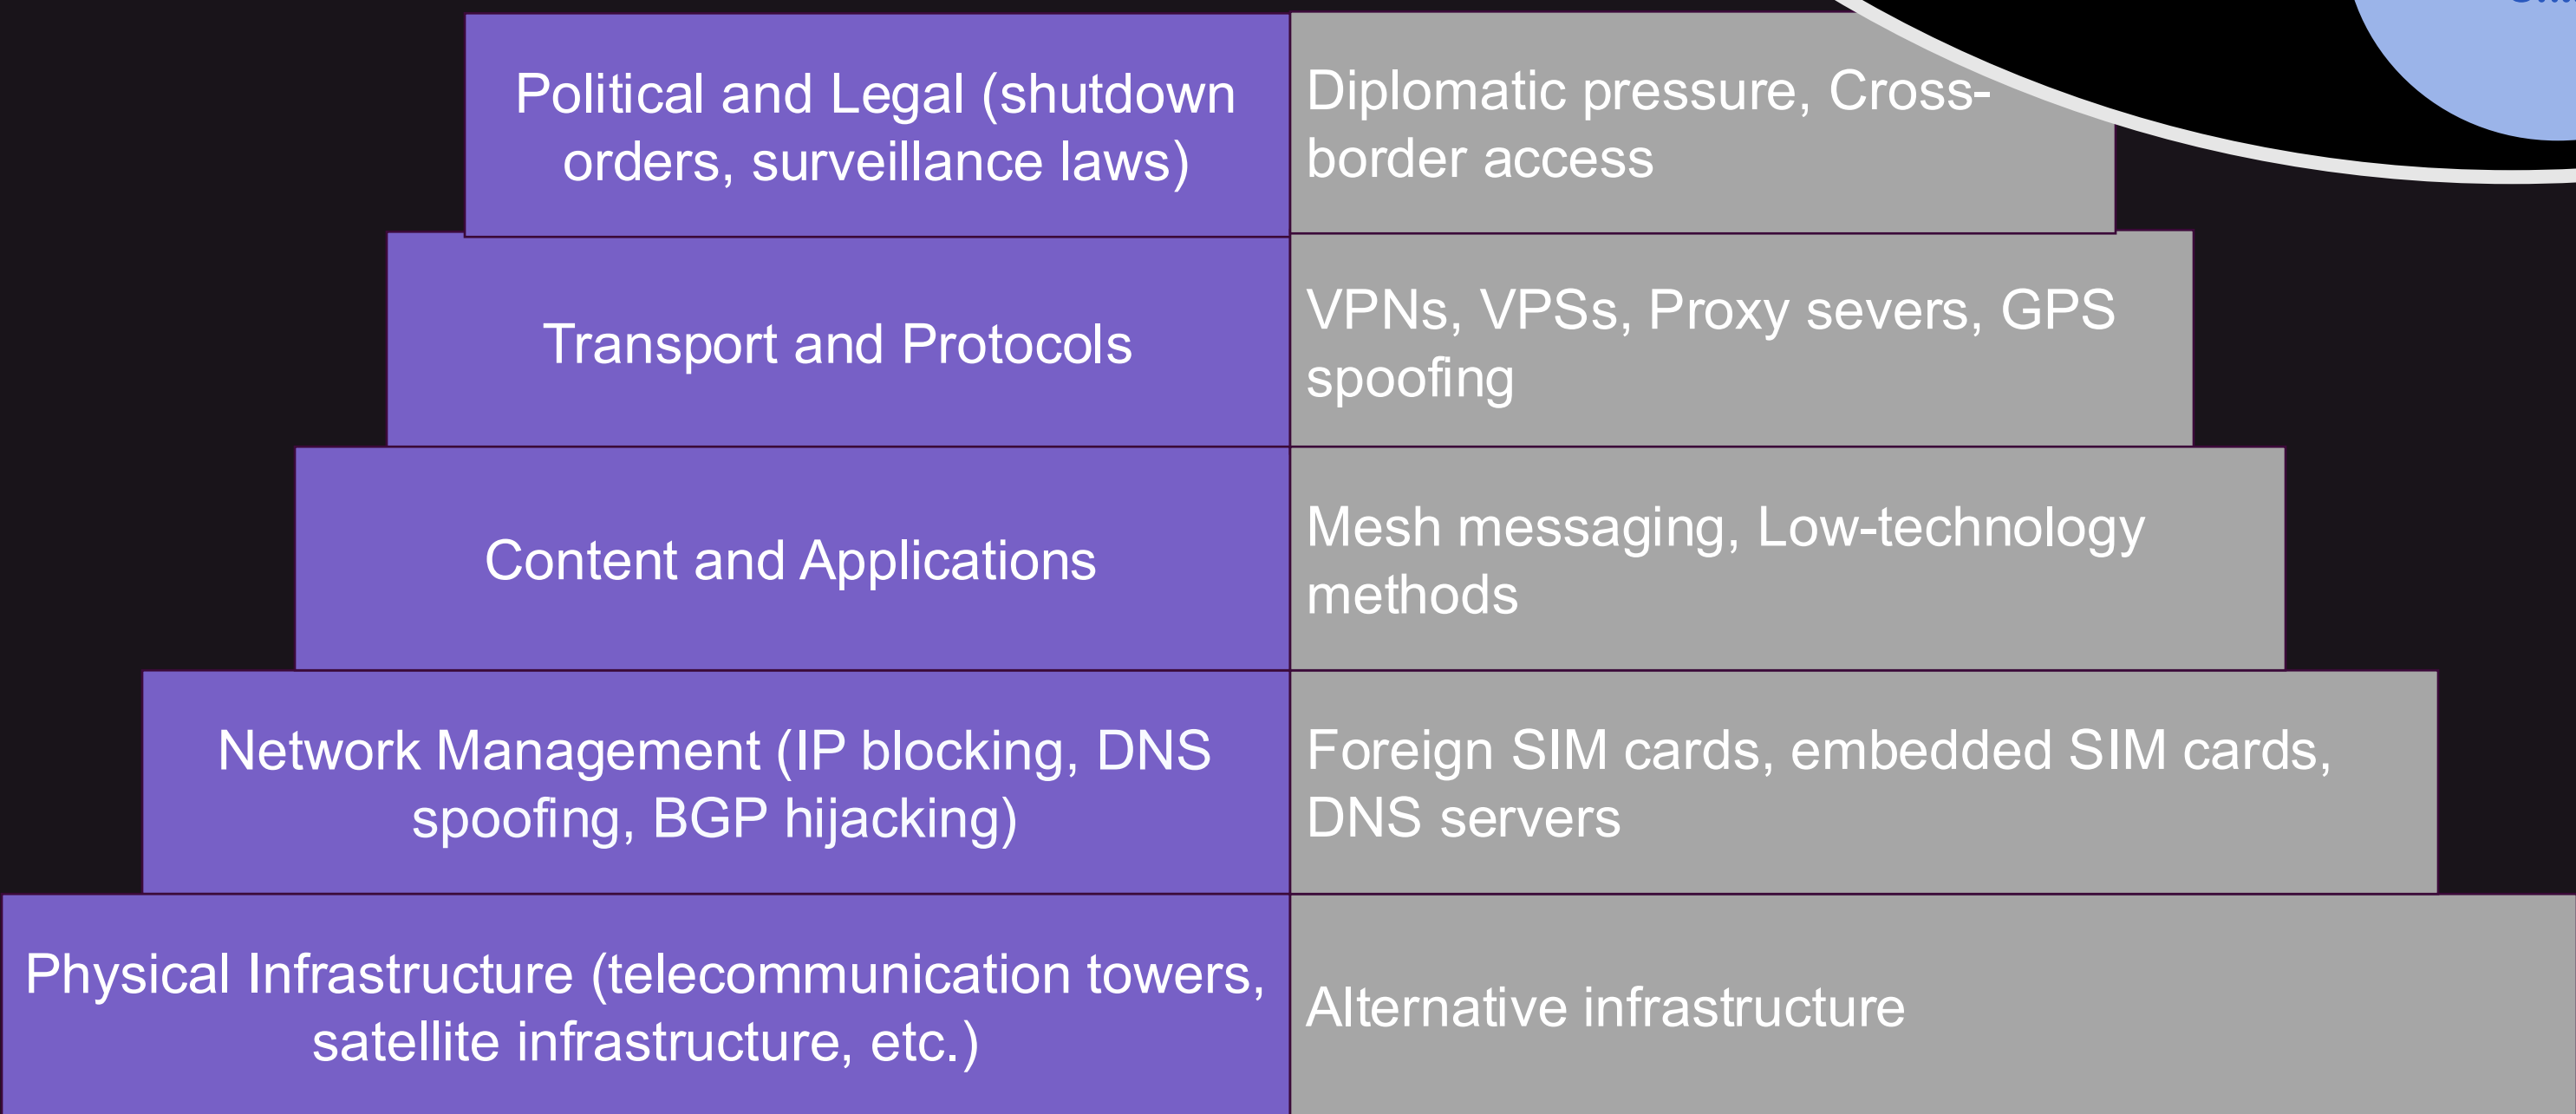 Political and Legal (shutdown
orders, surveillance laws)
Diplomatic pressure, Cross-
border access
Transport and Protocols
VPNs, VPSs, Proxy severs, GPS
spoofing
Content and Applications
Mesh messaging, Low-technology
methods
Network Management (IP blocking, DNS
spoofing, BGP hijacking)
Foreign SIM cards, embedded SIM cards,
DNS servers
Physical Infrastructure (telecommunication towers,
satellite infrastructure, etc.)
Alternative infrastructure